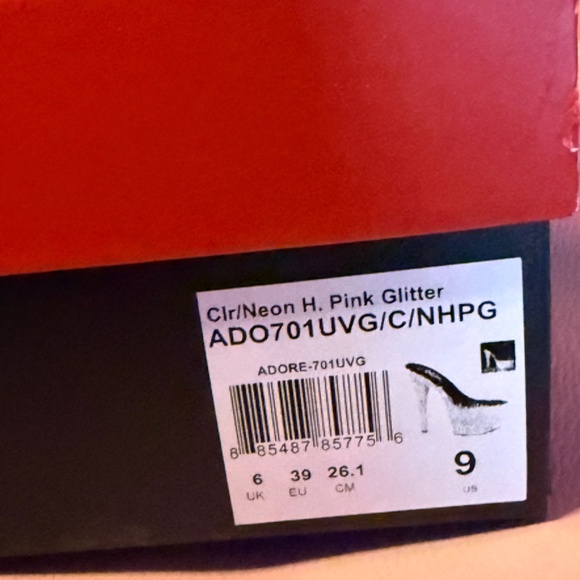 Clr/Neon H. Pink Glitter
ADO701UVG/C/NHPG
ADORE-701UVG
8 85487 85775 6
6 39 26.1 9
UK EU CM US